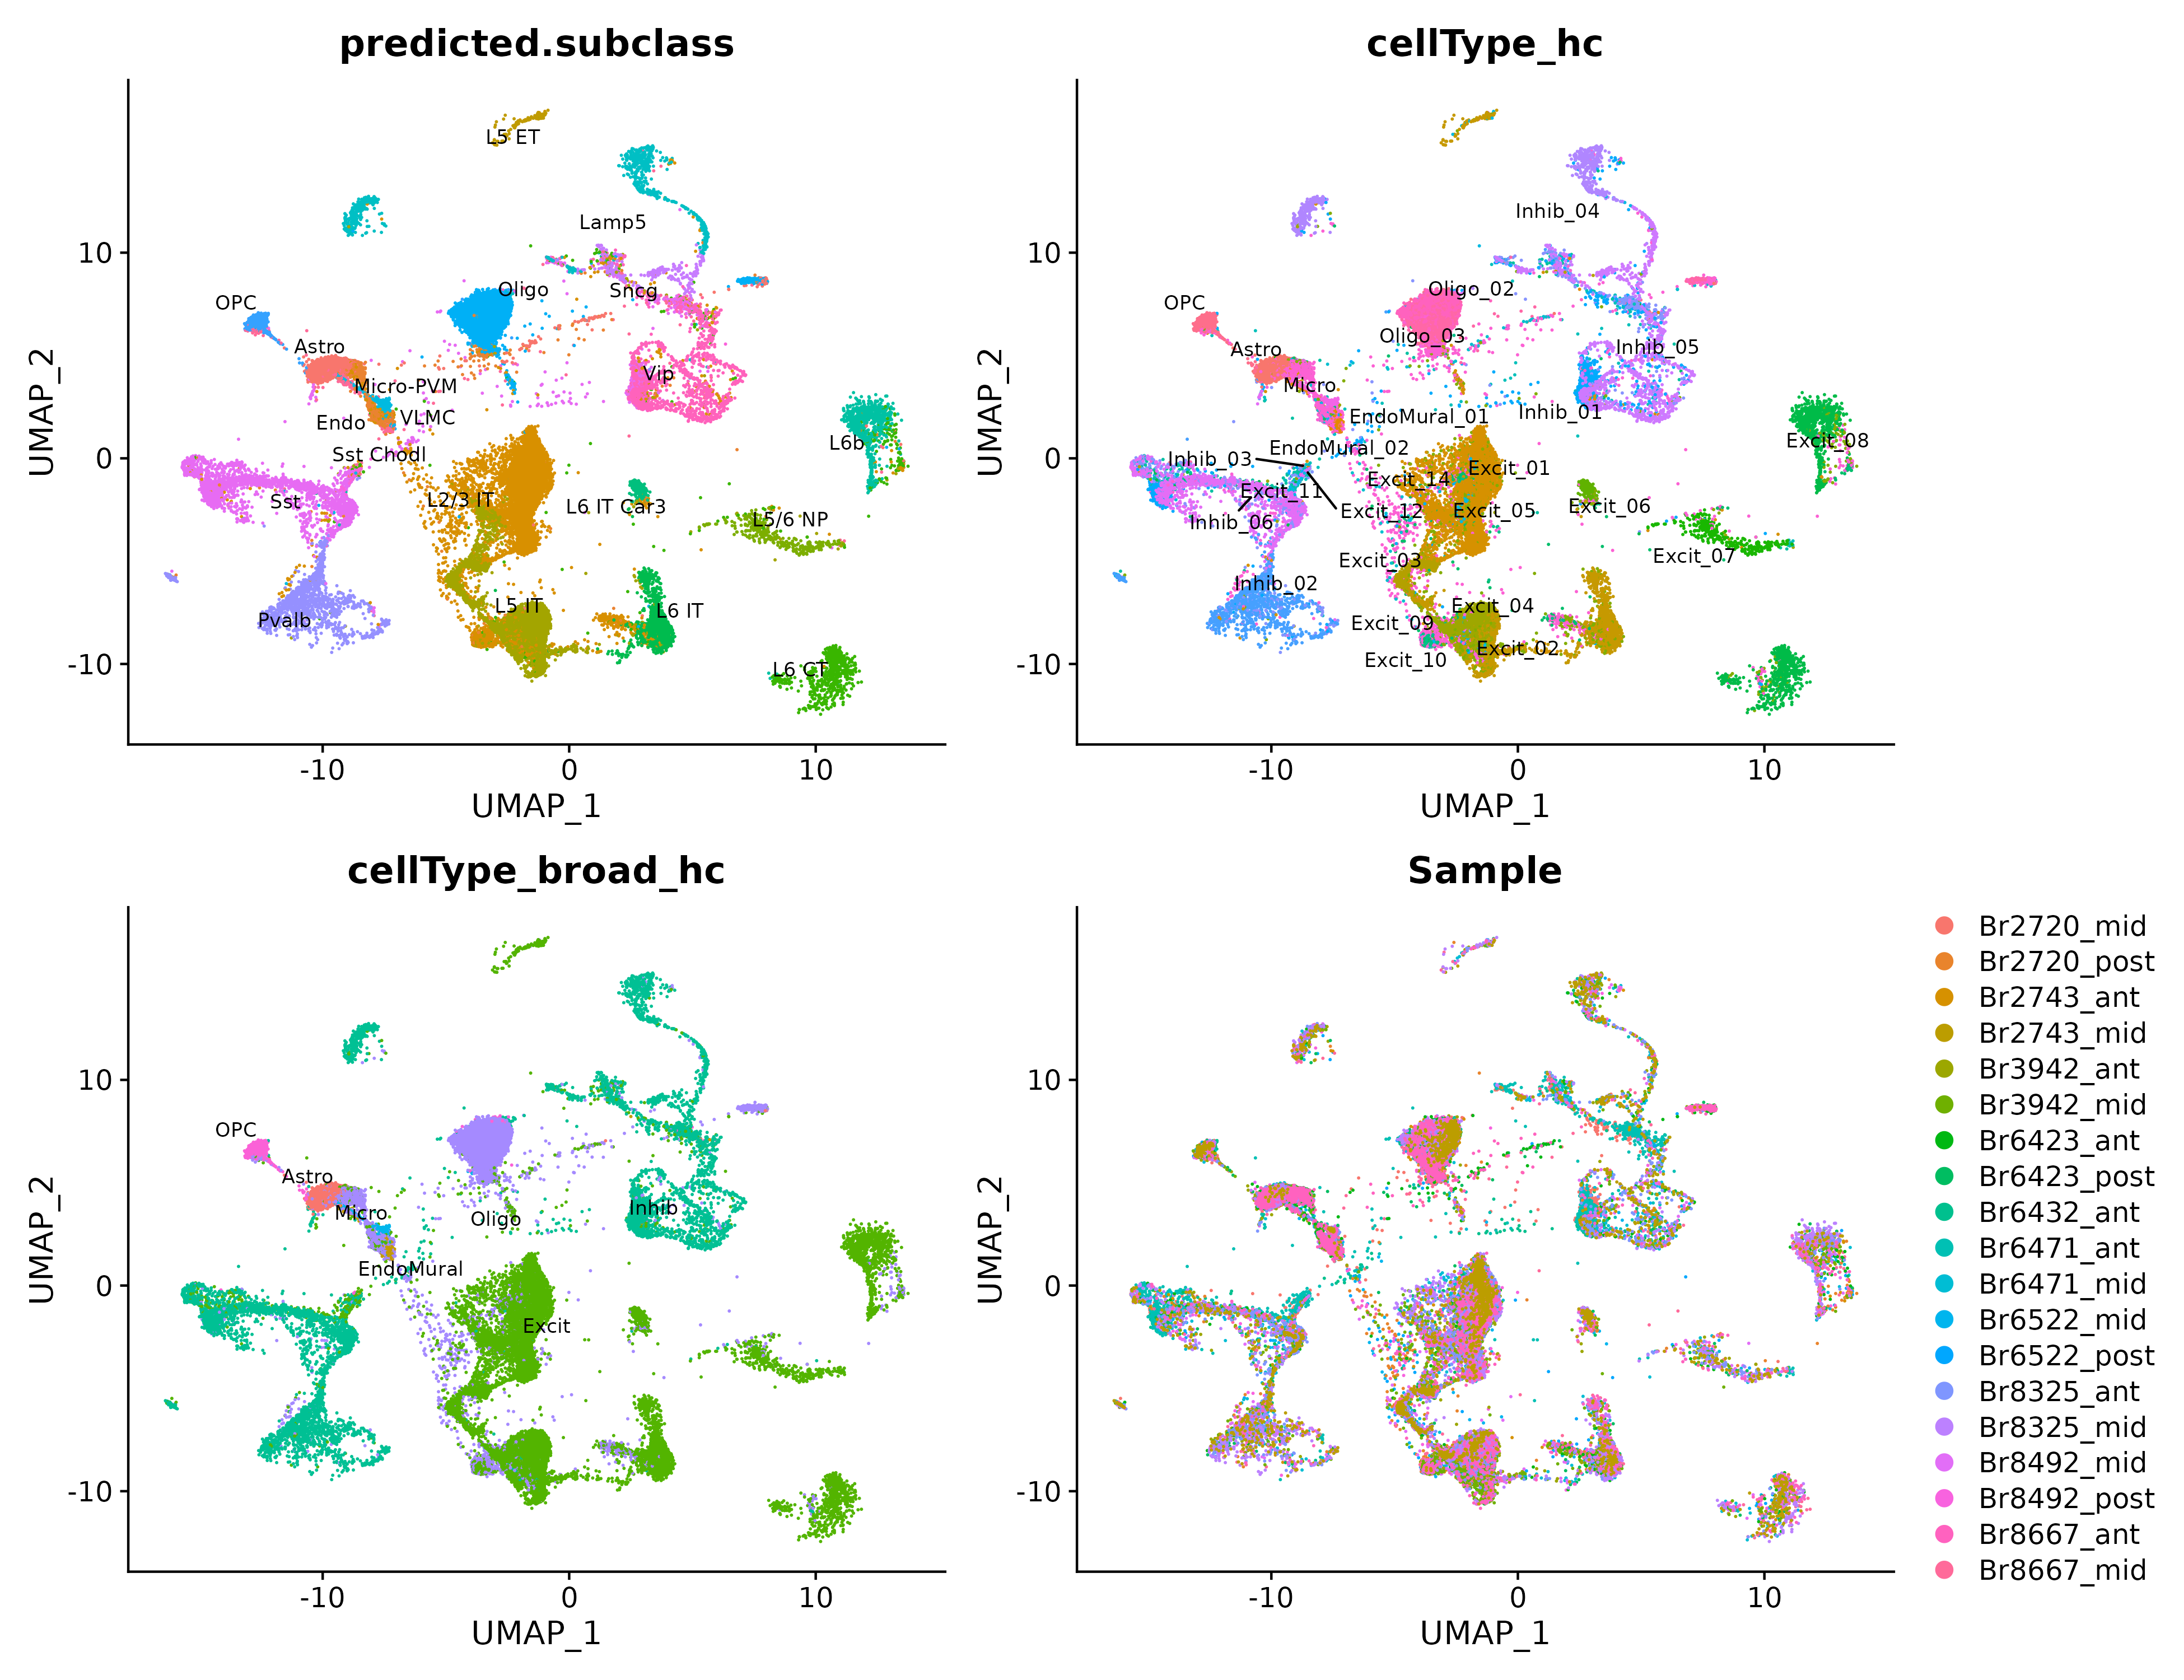 predicted.subclass
L5 ET
Lamp5
Oligo
Sncg
OPC
Astro
Micro-PVM
Vip
Endo
VLMC
L6b
Sst Chodl
Sst
L2/3 IT
L6 IT Car3
L5/6 NP
L5 IT
L6 IT
Pvalb
L6 CT
10
0
-10
UMAP_2
-10
0
10
UMAP_1
cellType_hc
Inhib_04
Oligo_02
OPC
Oligo_03
Astro
Inhib_05
Micro
EndoMural_01
Inhib_01
EndoMural_02
Excit_08
Inhib_03
Excit_01
Excit_14
Excit_11
Excit_06
Excit_12
Excit_05
Inhib_06
Excit_07
Excit_03
Inhib_02
Excit_04
Excit_09
Excit_02
Excit_10
10
0
-10
UMAP_2
-10
0
10
UMAP_1
cellType_broad_hc
OPC
Astro
Micro
Oligo
Inhib
EndoMural
Excit
10
0
-10
UMAP_2
-10
0
10
UMAP_1
Sample
10
0
-10
UMAP_2
-10
0
10
UMAP_1
Br2720_mid
Br2720_post
Br2743_ant
Br2743_mid
Br3942_ant
Br3942_mid
Br6423_ant
Br6423_post
Br6432_ant
Br6471_ant
Br6471_mid
Br6522_mid
Br6522_post
Br8325_ant
Br8325_mid
Br8492_mid
Br8492_post
Br8667_ant
Br8667_mid